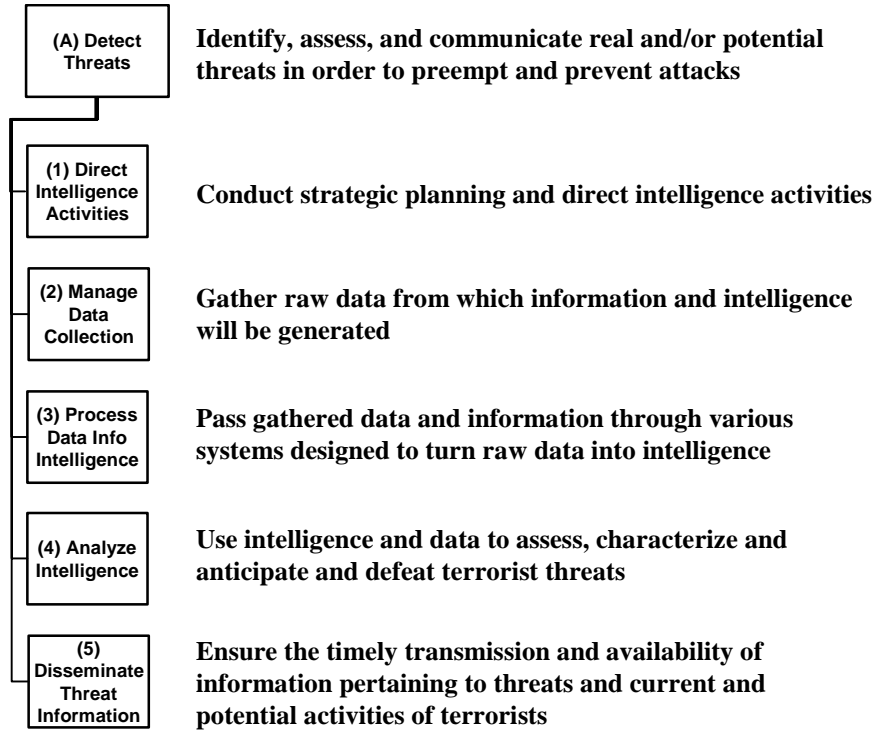 (A) Detect
Threats
Identify, assess, and communicate real and/or potential
threats in order to preempt and prevent attacks
(1) Direct
Intelligence
Activities
Conduct strategic planning and direct intelligence activities
(2) Manage
Data
Collection
Gather raw data from which information and intelligence
will be generated
(3) Process
Data Info
Intelligence
Pass gathered data and information through various
systems designed to turn raw data into intelligence
(4) Analyze
Intelligence
Use intelligence and data to assess, characterize and
anticipate and defeat terrorist threats
(5)
Disseminate
Threat
Information
Ensure the timely transmission and availability of
information pertaining to threats and current and
potential activities of terrorists